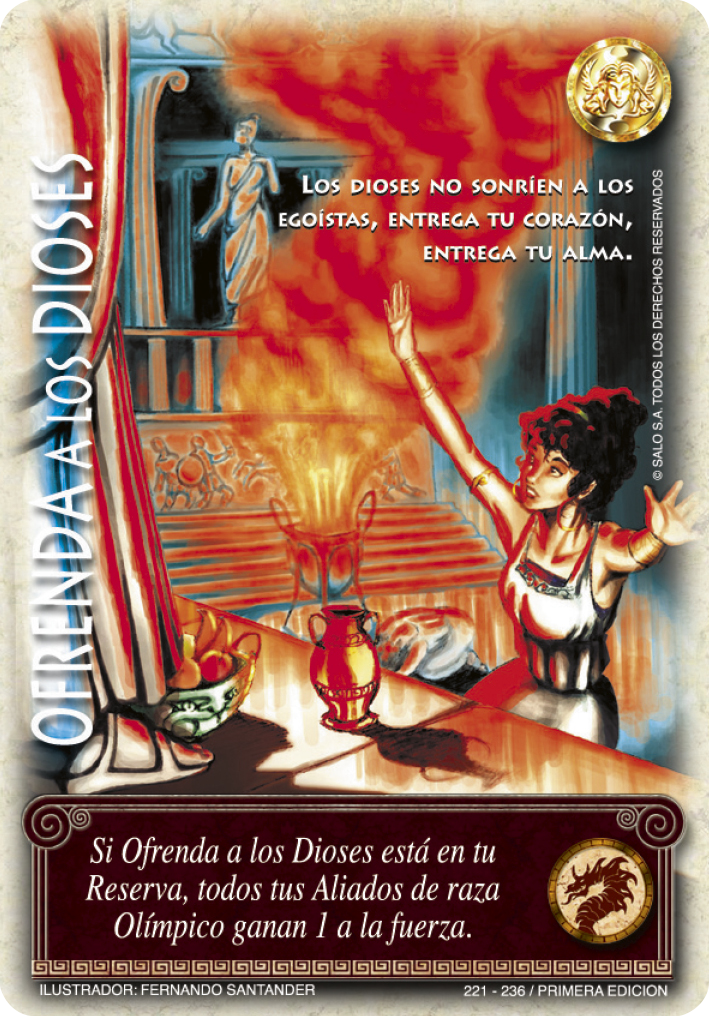 OFRENDA A LOS DIOSES
LOS DIOSES NO SONRÍEN A LOS
EGOÍSTAS, ENTREGA TU CORAZÓN,
ENTREGA TU ALMA.
© SALO S.A. TODOS LOS DERECHOS RESERVADOS
Si Ofrenda a los Dioses está en tu
Reserva, todos tus Aliados de raza
Olímpico ganan 1 a la fuerza.
ILUSTRADOR: FERNANDO SANTANDER
221 - 236 / PRIMERA EDICION